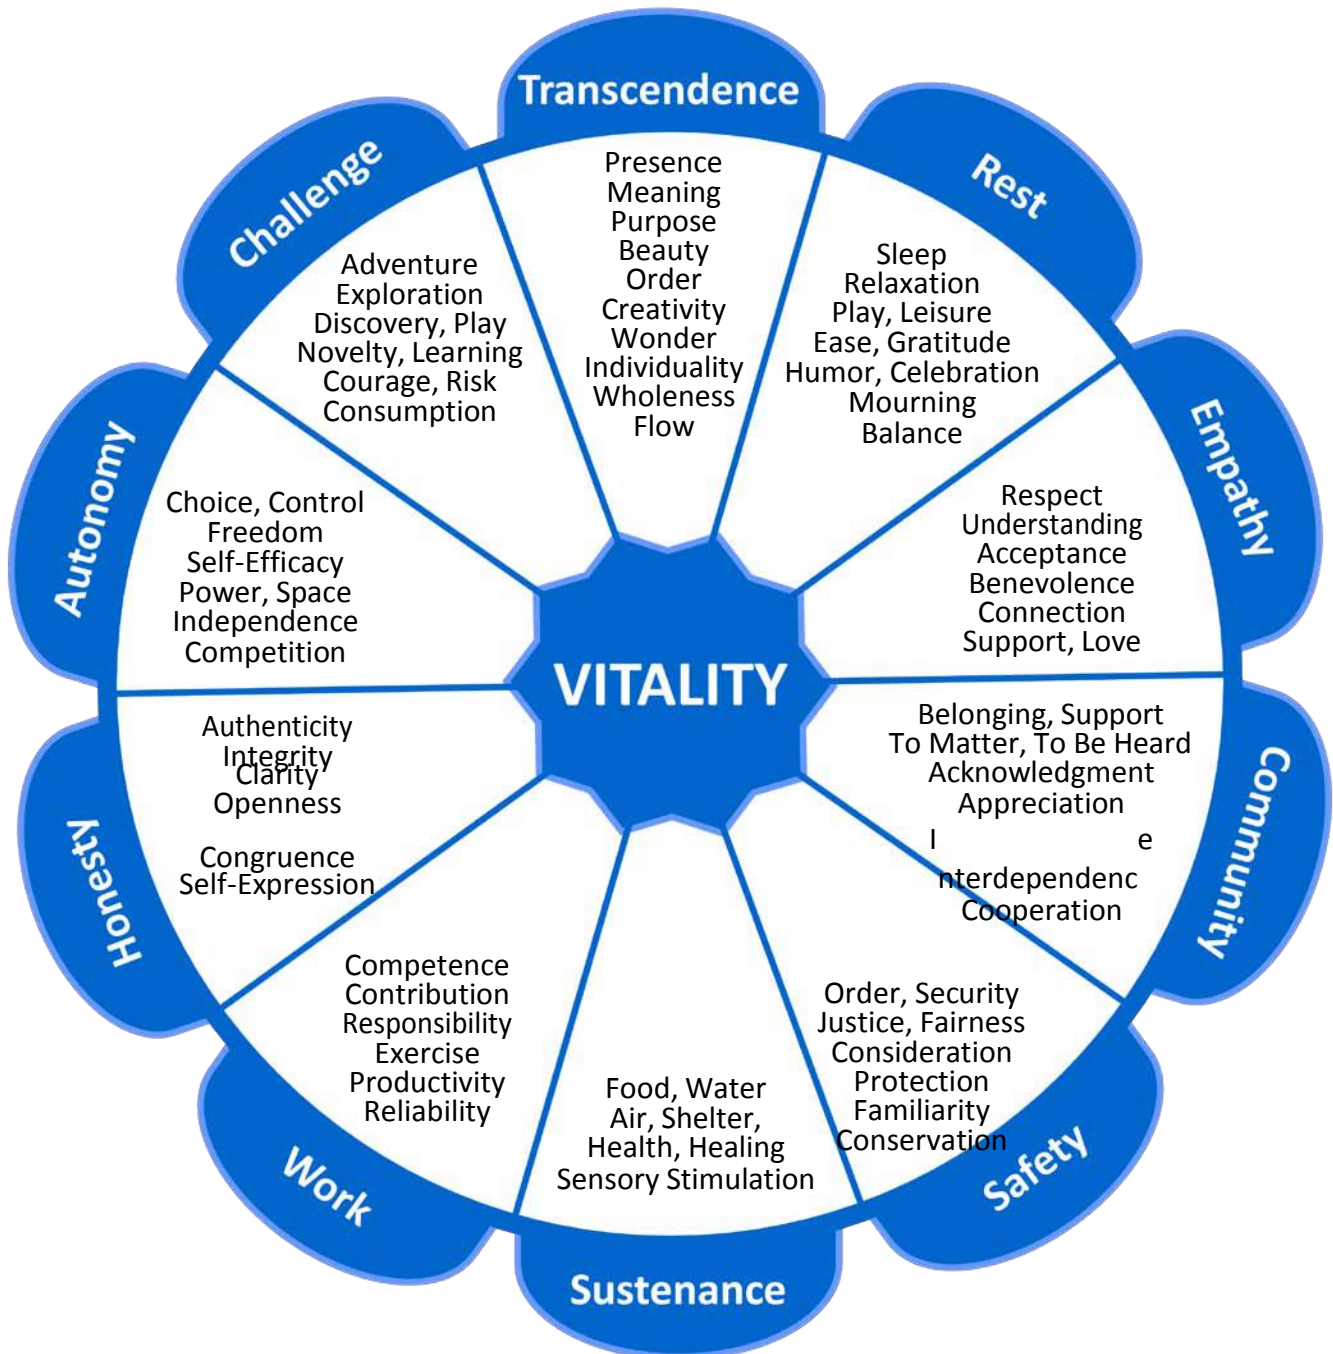 Transcendence
Presence
Meaning
Purpose
Beauty
Order
Creativity
Wonder
Individuality
Wholeness
Flow
Rest
Sleep
Relaxation
Play, Leisure
Ease, Gratitude
Humor, Celebration
Mourning
Balance
Empathy
Respect
Understanding
Acceptance
Benevolence
Connection
Support, Love
Community
Belonging, Support
To Matter, To Be Heard
Acknowledgment
Appreciation
I e
nterdependenc
Cooperation
Safety
Order, Security
Justice, Fairness
Consideration
Protection
Familiarity
Conservation
Sustenance
Food, Water
Air, Shelter,
Health, Healing
Sensory Stimulation
Work
Competence
Contribution
Responsibility
Exercise
Productivity
Reliability
Honesty
Authenticity
Integrity
Clarity
Openness
Congruence
Self-Expression
Autonomy
Choice, Control
Freedom
Self-Efficacy
Power, Space
Independence
Competition
Challenge
Adventure
Exploration
Discovery, Play
Novelty, Learning
Courage, Risk
Consumption
VITALITY